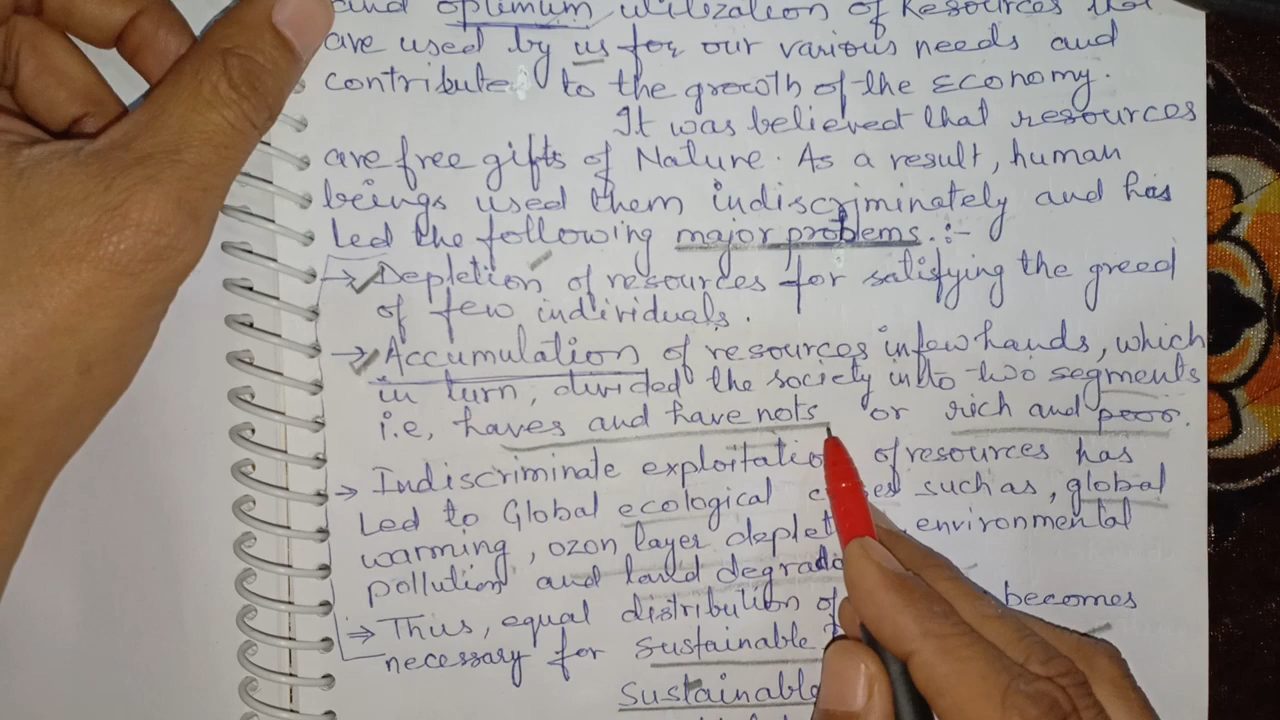 and optimum utilization of Resources that
are used by us for our various needs and
contribute to the growth of the Economy.
It was believed that resources
are free gifts of Nature. As a result, human
beings used them indiscriminately and has
led the following major problems. :-
→ Depletion of resources for satisfying the greed
of few individuals.
→ Accumulation of resources in few hands, which
in turn, divided the society into two segments
i.e, haves and have nots or rich and poor.
→ Indiscriminate exploitation of resources has
Led to Global ecological such as, global
warming, ozon layer deplet environmental
pollution and land degrada
⇒ Thus, equal distribution of becomes
necessary for sustainable
Sustainable